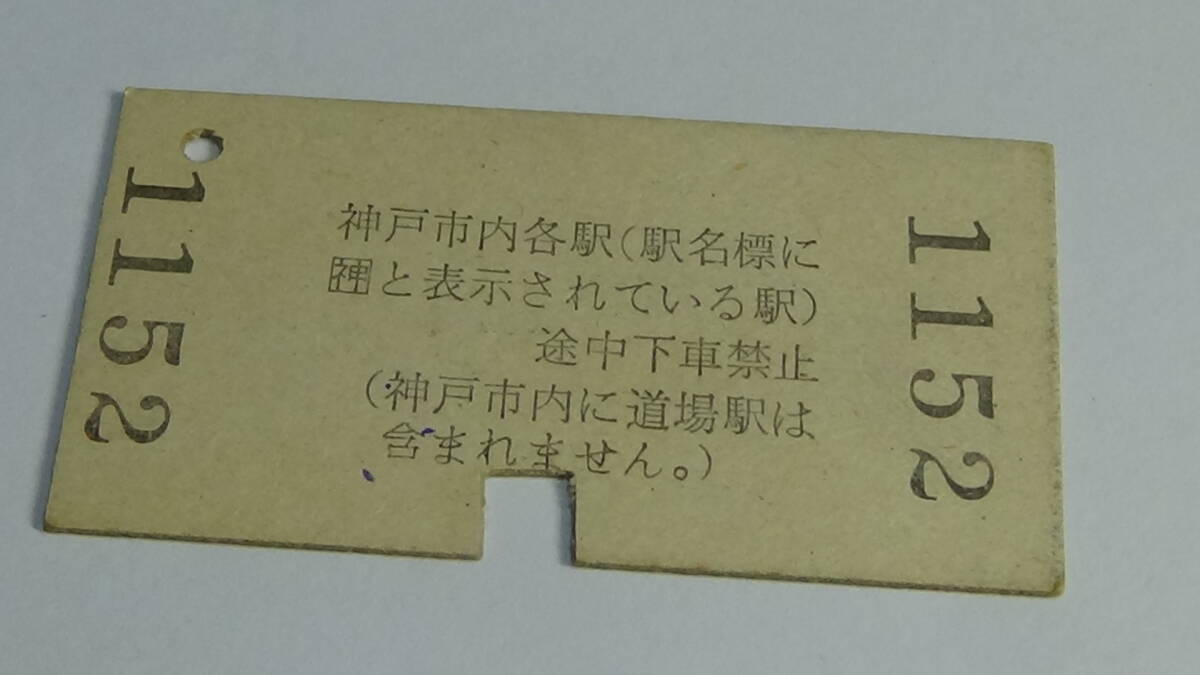 1152
神戸市内各駅(駅名標に
神と表示されている駅)
途中下車禁止
(神戸市内に道場駅は
含まれません。)
1152